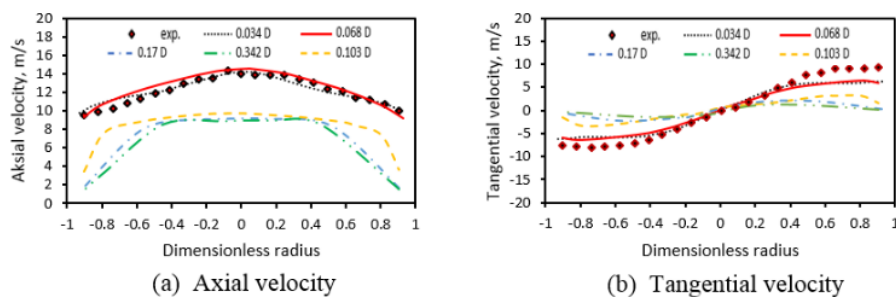 20
18
16
14
12
10
8
6
4
2
0
Aksial velocity, m/s
exp.
0.034 D
0.068 D
0.17 D
0.342 D
0.103 D
-1 -0.8 -0.6 -0.4 -0.2 0 0.2 0.4 0.6 0.8 1
Dimensionless radius
(a) Axial velocity
20
15
10
5
0
-5
-10
-15
-20
Tangential velocity, m/s
exp.
0.034 D
0.068 D
0.17 D
0.342 D
0.103 D
-1 -0.8 -0.6 -0.4 -0.2 0 0.2 0.4 0.6 0.8 1
Dimensionless radius
(b) Tangential velocity